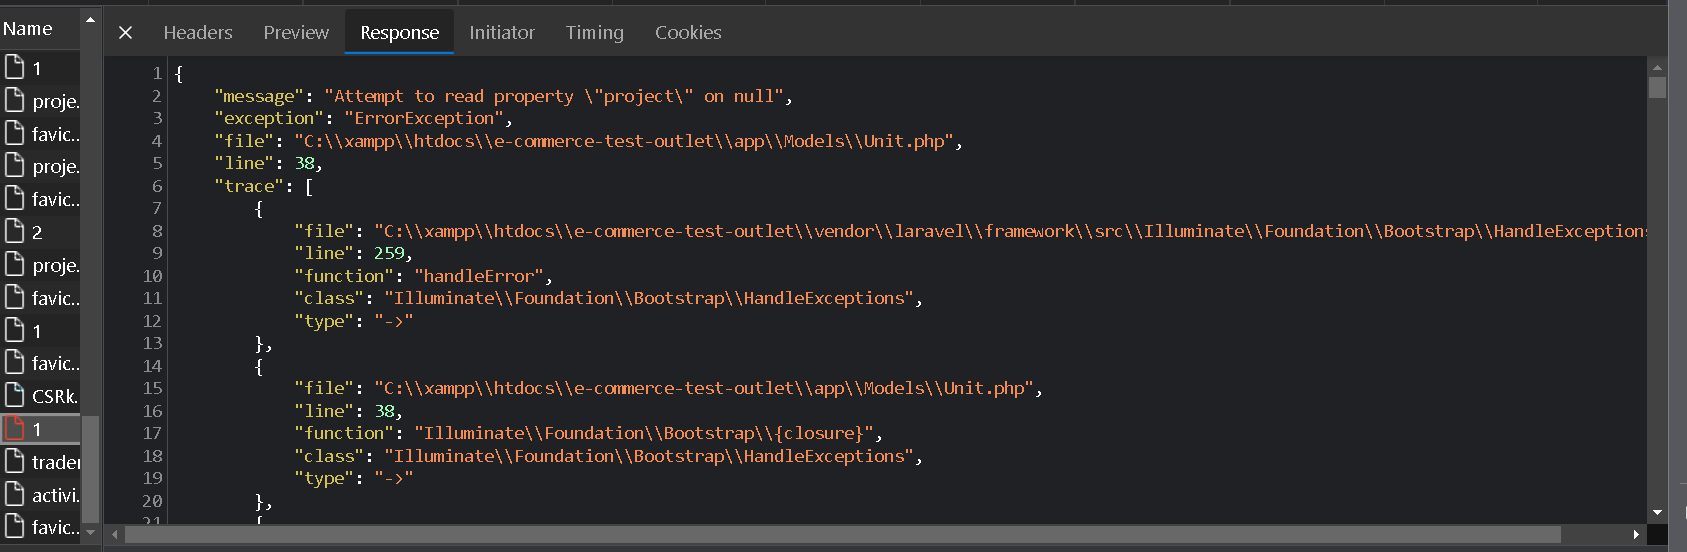 Name
Headers Preview Response Initiator Timing Cookies
1
proje.
favic..
proje.
favic..
2
proje.
favic..
1
favic..
CSRk.
1
trader
activi.
favic..
1 {
2 "message": "Attempt to read property \"project\" on null",
3 "exception": "ErrorException",
4 "file": "C:\\xampp\\htdocs\\e-commerce-test-outlet\\app\\Models\\Unit.php",
5 "line": 38,
6 "trace": [
7 {
8 "file": "C:\\xampp\\htdocs\\e-commerce-test-outlet\\vendor\\laravel\\framework\\src\\Illuminate\\Foundation\\Bootstrap\\HandleExceptions
9 "line": 259,
10 "function": "handleError",
11 "class": "Illuminate\\Foundation\\Bootstrap\\HandleExceptions",
12 "type": "->"
13 },
14 {
15 "file": "C:\\xampp\\htdocs\\e-commerce-test-outlet\\app\\Models\\Unit.php",
16 "line": 38,
17 "function": "Illuminate\\Foundation\\Bootstrap\\{closure}",
18 "class": "Illuminate\\Foundation\\Bootstrap\\HandleExceptions",
19 "type": "->"
20 },
21 {